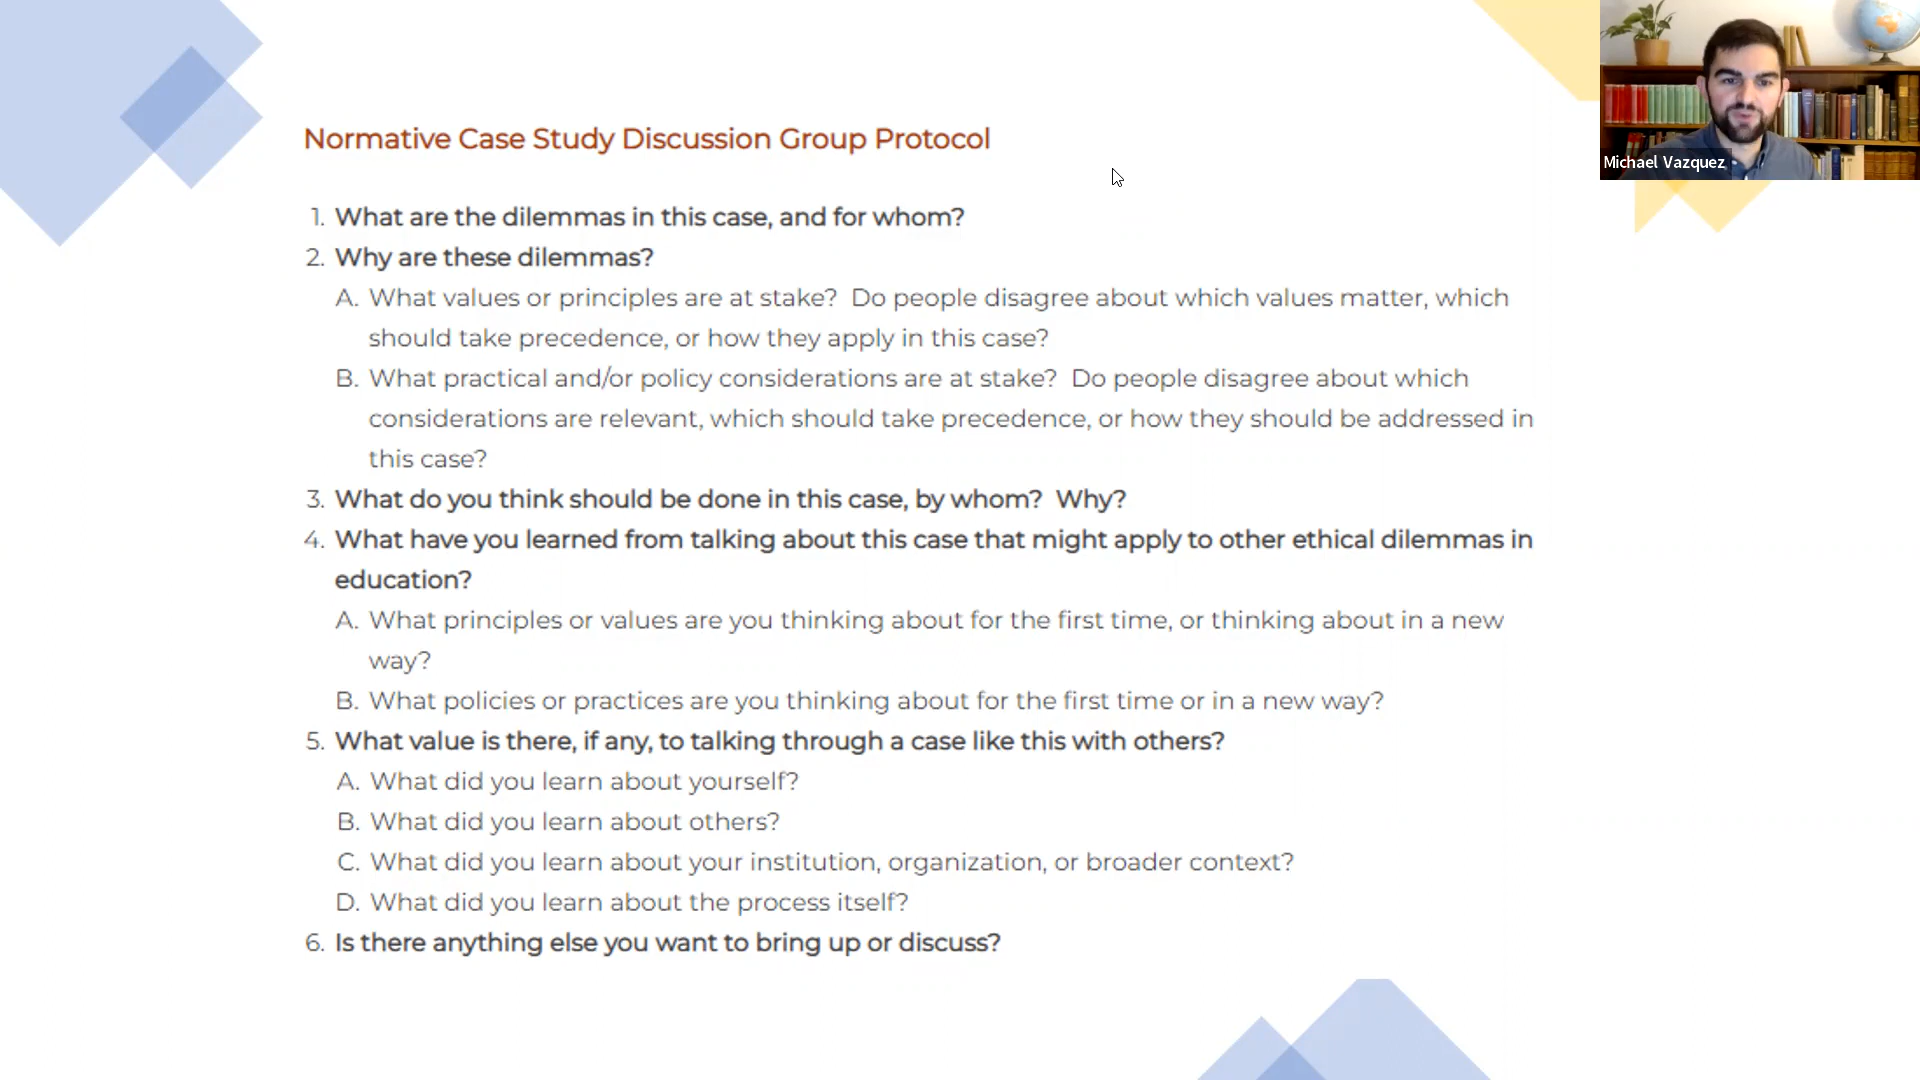 Normative Case Study Discussion Group Protocol
Michael Vazquez
1. What are the dilemmas in this case, and for whom?
2. Why are these dilemmas?
A. What values or principles are at stake?  Do people disagree about which values matter, which
should take precedence, or how they apply in this case?
B. What practical and/or policy considerations are at stake?  Do people disagree about which
considerations are relevant, which should take precedence, or how they should be addressed in
this case?
3. What do you think should be done in this case, by whom?  Why?
4. What have you learned from talking about this case that might apply to other ethical dilemmas in
education?
A. What principles or values are you thinking about for the first time, or thinking about in a new
way?
B. What policies or practices are you thinking about for the first time or in a new way?
5. What value is there, if any, to talking through a case like this with others?
A. What did you learn about yourself?
B. What did you learn about others?
C. What did you learn about your institution, organization, or broader context?
D. What did you learn about the process itself?
6. Is there anything else you want to bring up or discuss?